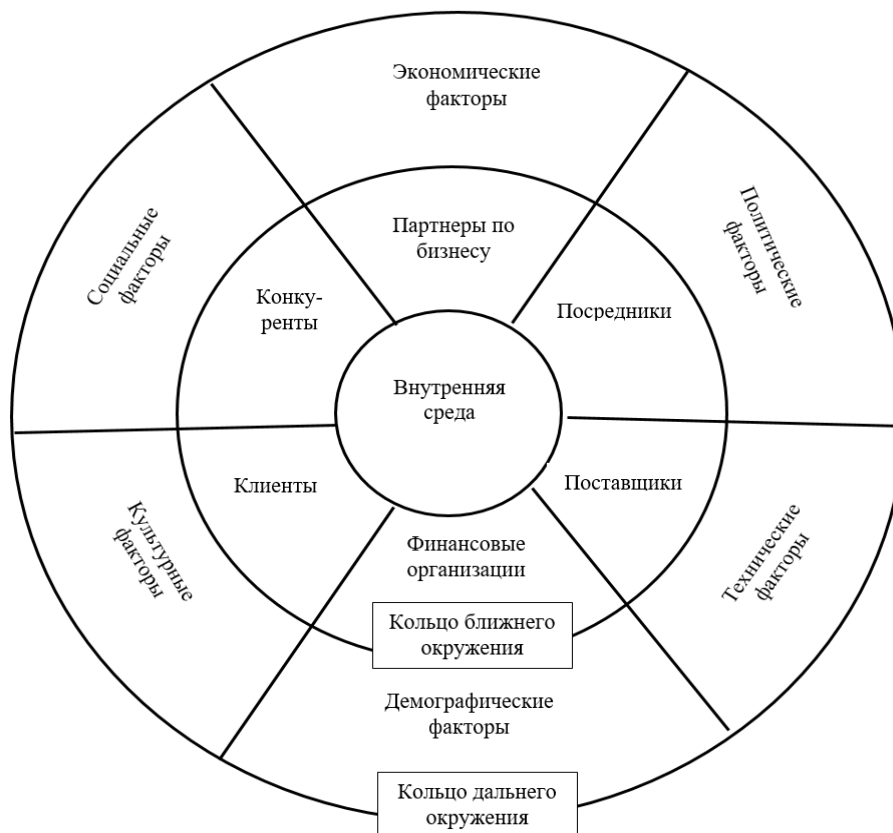 Экономические
факторы
Социальные
факторы
Политические
факторы
Партнеры по
бизнесу
Конку-
ренты
Посредники
Внутренняя
среда
Клиенты
Поставщики
Культурные
факторы
Технические
факторы
Финансовые
организации
Кольцо ближнего
окружения
Демографические
факторы
Кольцо дальнего
окружения